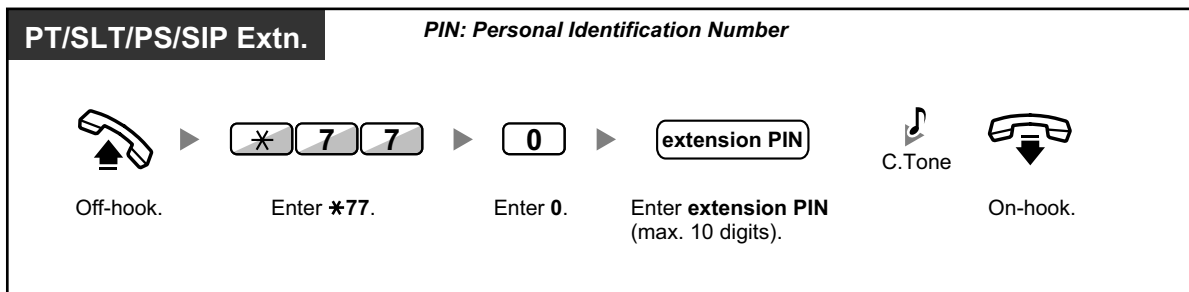 PT/SLT/PS/SIP Extn.
PIN: Personal Identification Number
* 7 7 0 extension PIN
C.Tone
Off-hook. Enter *77. Enter 0. Enter extension PIN On-hook.
(max. 10 digits).